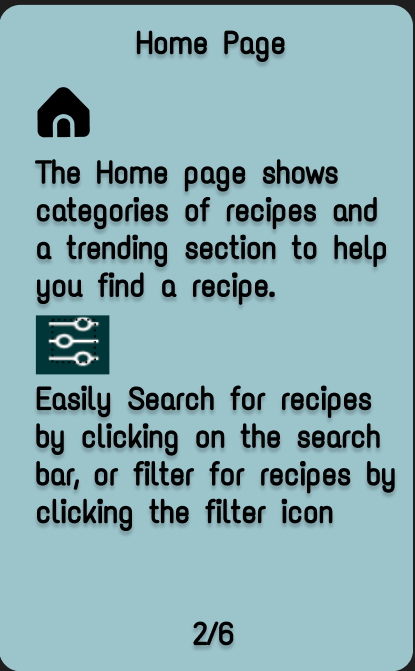 Home Page
The Home page shows
categories of recipes and
a trending section to help
you find a recipe.
Easily Search for recipes
by clicking on the search
bar, or filter for recipes by
clicking the filter icon
2/6